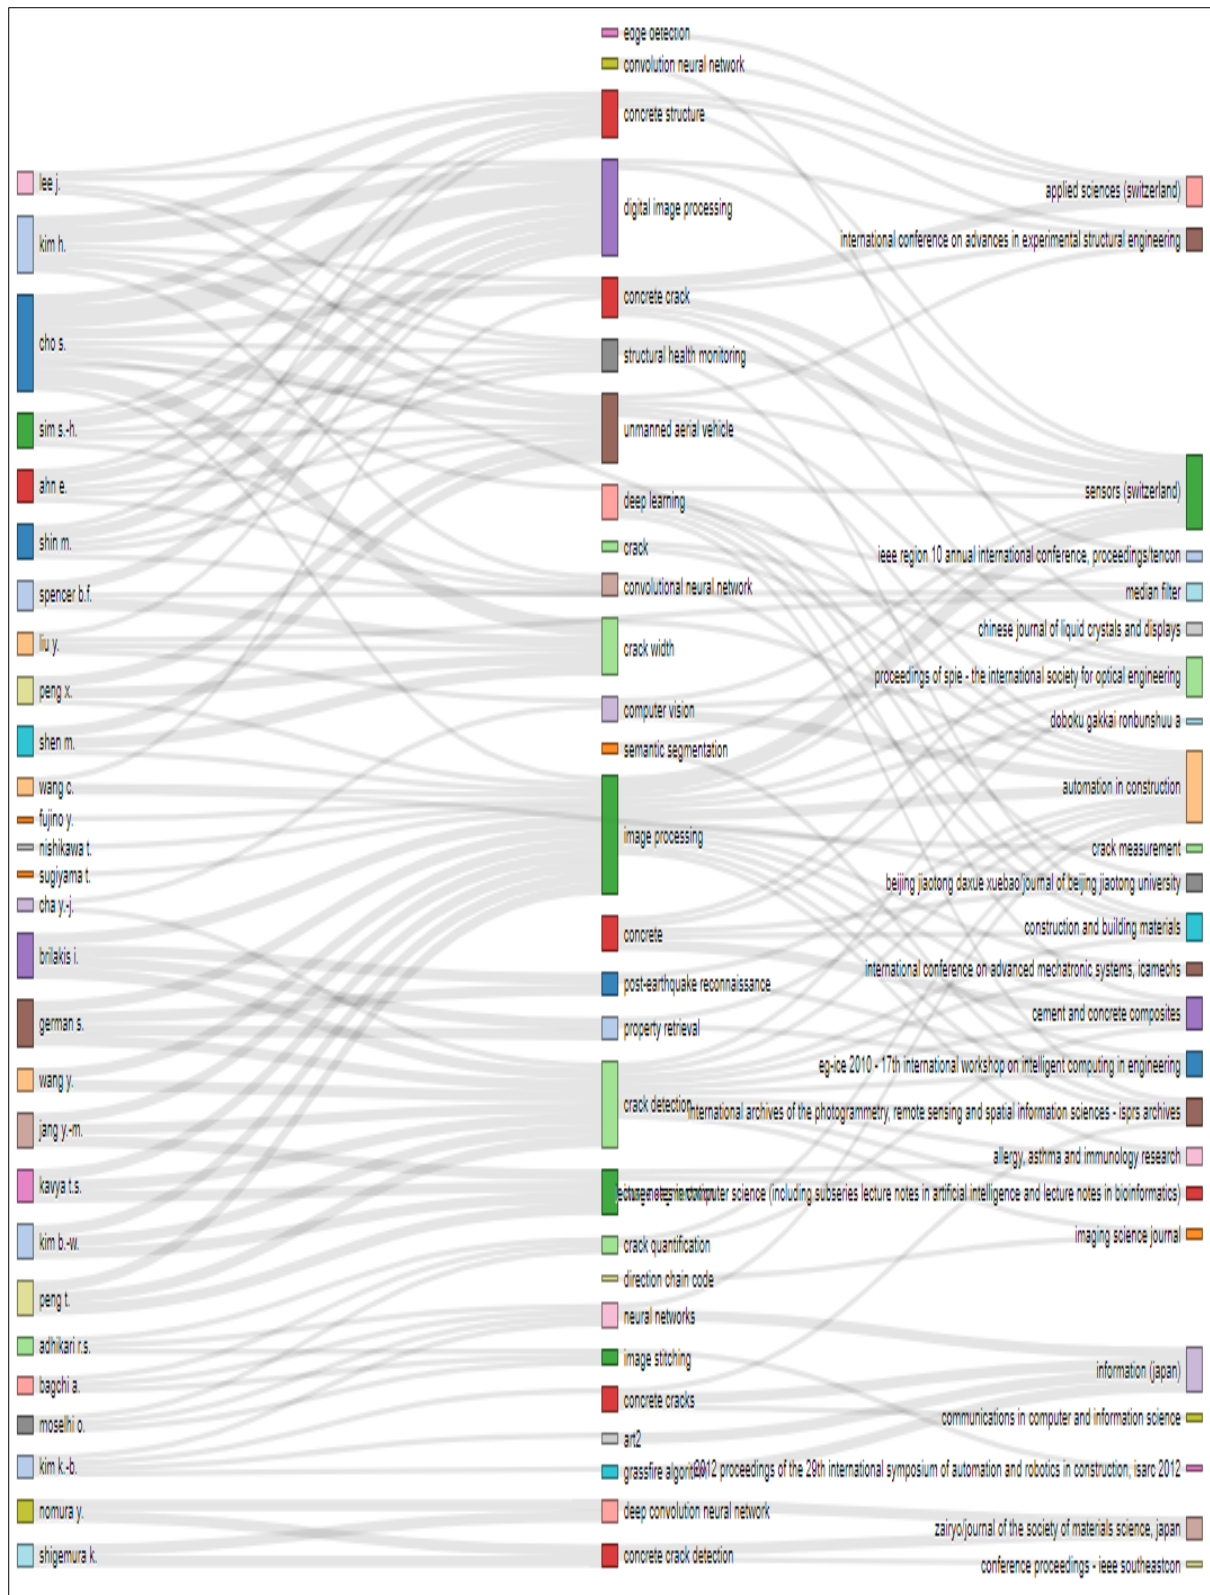 lee j.
kim h.
cho s.
sim s.-h.
ahn e.
shin m.
spencer b.f.
liu y.
peng x.
shen m.
wang c.
fujino y.
nishikawa t.
sugiyama t.
cha y.-j.
brilakis i.
german s.
wang y.
jang y.-m.
kavya t.s.
kim b.-w.
peng t.
adhikari r.s.
bagchi a.
moselhi o.
kim k.-b.
nomura y.
shigemura k.
edge detection
convolution neural network
concrete structure
digital image processing
concrete crack
structural health monitoring
unmanned aerial vehicle
deep learning
crack
convolutional neural network
crack width
computer vision
semantic segmentation
image processing
concrete
post-earthquake reconnaissance
property retrieval
crack detection
crack quantification
direction chain code
neural networks
image stitching
concrete cracks
art2
grassfire algorithm
deep convolution neural network
concrete crack detection
applied sciences (switzerland)
international conference on advances in experimental structural engineering
sensors (switzerland)
ieee region 10 annual international conference, proceedings/tencon
median filter
chinese journal of liquid crystals and displays
proceedings of spie - the international society for optical engineering
doboku gakkai ronbunshuu a
automation in construction
crack measurement
beijing jiaotong daxue xuebao/journal of beijing jiaotong university
construction and building materials
international conference on advanced mechatronic systems, icamechs
cement and concrete composites
eg-ice 2010 - 17th international workshop on intelligent computing in engineering
international archives of the photogrammetry, remote sensing and spatial information sciences - isprs archives
allergy, asthma and immunology research
lecture notes in computer science (including subseries lecture notes in artificial intelligence and lecture notes in bioinformatics)
imaging science journal
information (japan)
communications in computer and information science
2012 proceedings of the 29th international symposium of automation and robotics in construction, isarc 2012
zairyo/journal of the society of materials science, japan
conference proceedings - ieee southeastcon